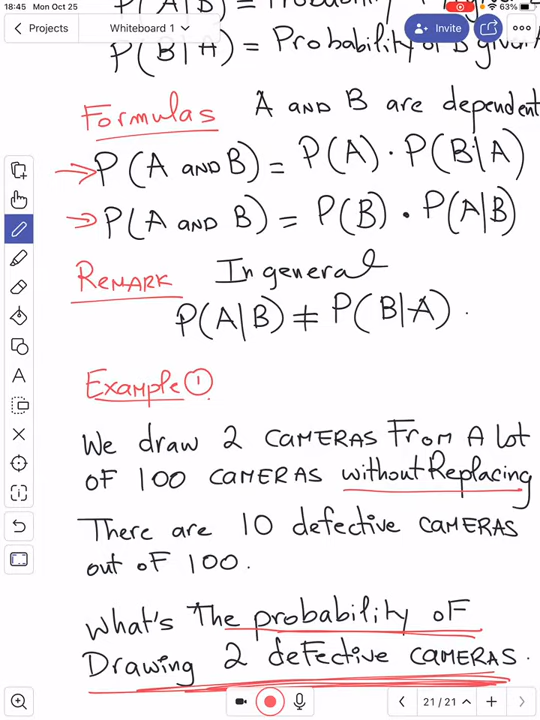 18:45 Mon Oct 25
63%
Projects
Whiteboard 1
Invite
P(B|A) = Probability of B given
Formulas A AND B are dependent
P(A AND B) = P(A) · P(B|A)
P(A AND B) = P(B) · P(A|B)
REMARK In general
P(A|B) ≠ P(B|A).
Example ①
We draw 2 CAMERAS From A lot
OF 100 CAMERAS without Replacing
There are 10 defective CAMERAS
out OF 100.
What's The probability OF
Drawing 2 defective CAMERAS.
21/21